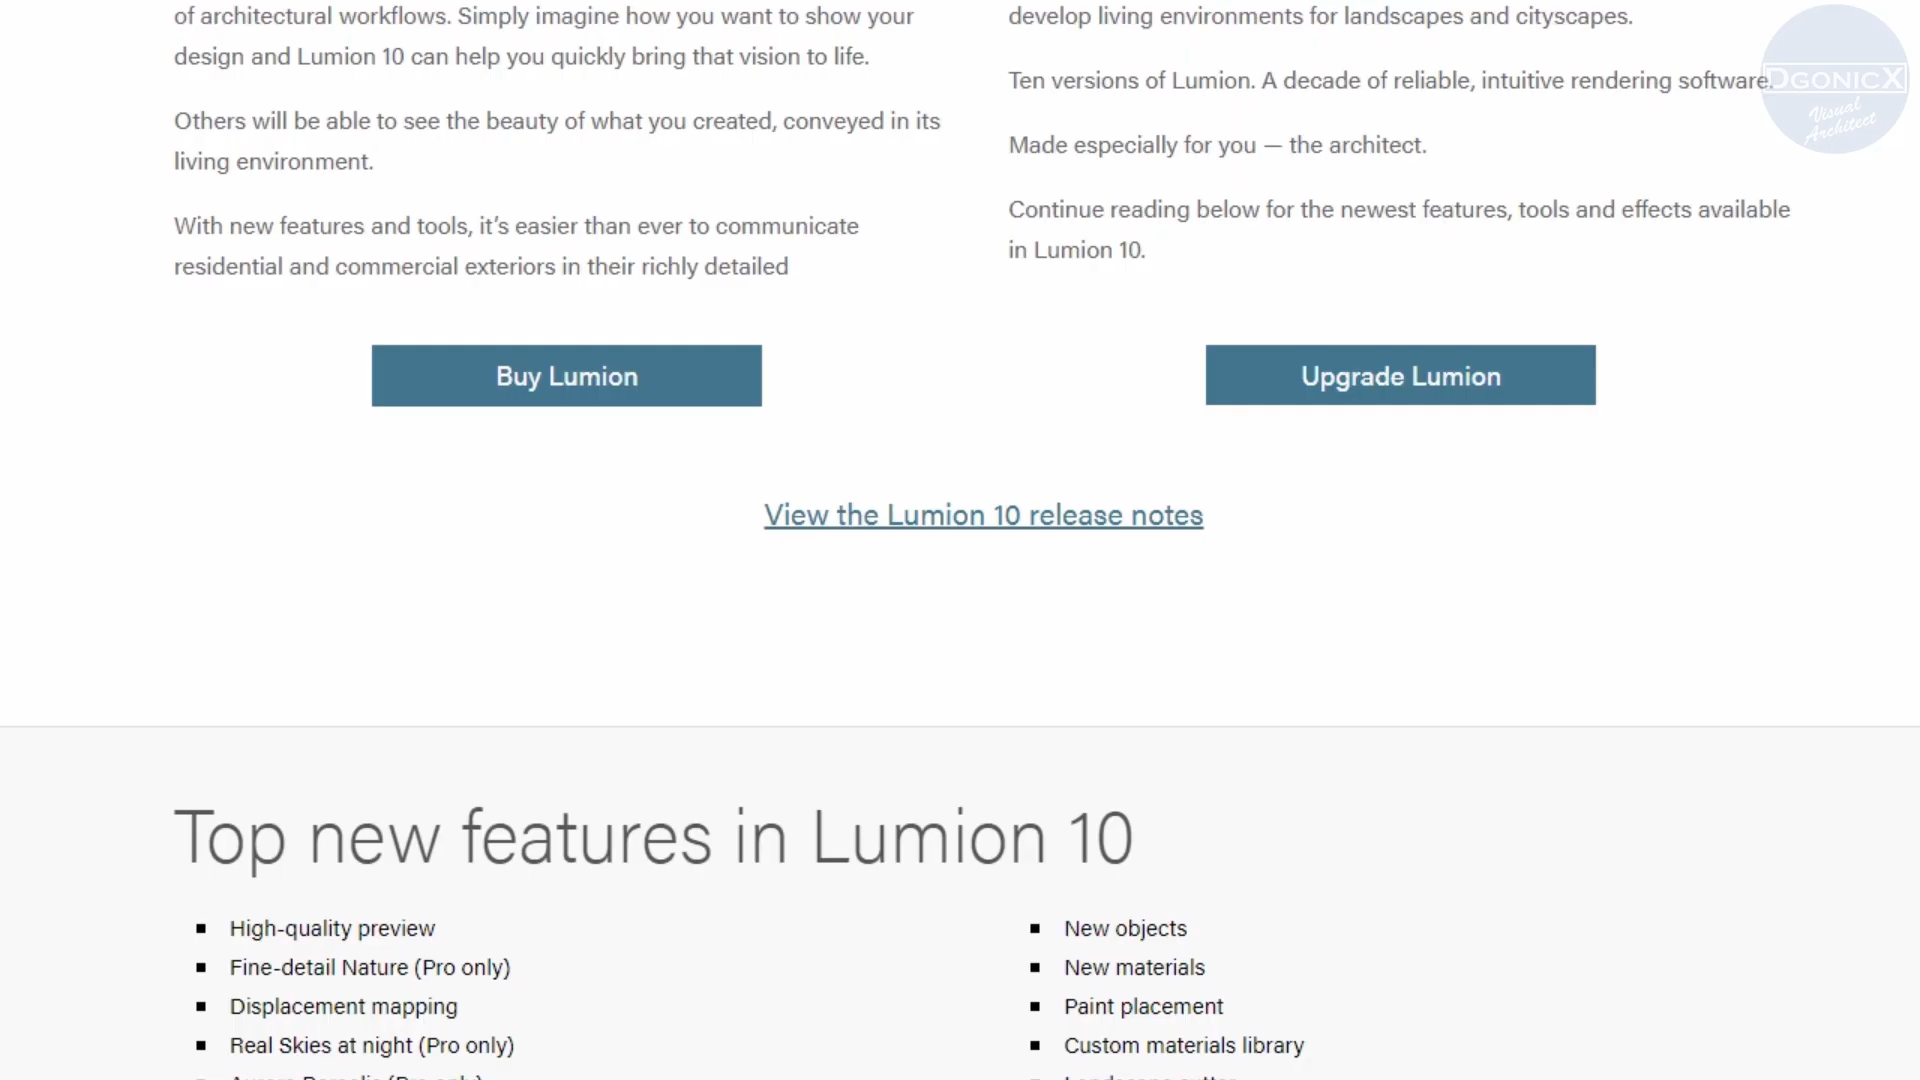 of architectural workflows. Simply imagine how you want to show your
design and Lumion 10 can help you quickly bring that vision to life.
Others will be able to see the beauty of what you created, conveyed in its
living environment.
With new features and tools, it’s easier than ever to communicate
residential and commercial exteriors in their richly detailed
develop living environments for landscapes and cityscapes.
Ten versions of Lumion. A decade of reliable, intuitive rendering software.
Made especially for you — the architect.
Continue reading below for the newest features, tools and effects available
in Lumion 10.
DGONICX
Visual
Architect
Buy Lumion
Upgrade Lumion
View the Lumion 10 release notes
Top new features in Lumion 10
High-quality preview
Fine-detail Nature (Pro only)
Displacement mapping
Real Skies at night (Pro only)
New objects
New materials
Paint placement
Custom materials library